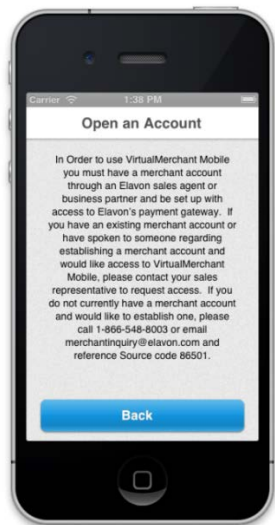 Carrier 1:38 PM
Open an Account
In Order to use VirtualMerchant Mobile
you must have a merchant account
through an Elavon sales agent or
business partner and be set up with
access to Elavon's payment gateway. If
you have an existing merchant account or
have spoken to someone regarding
establishing a merchant account and
would like access to VirtualMerchant
Mobile, please contact your sales
representative to request access. If you
do not currently have a merchant account
and would like to establish one, please
call 1-866-548-8003 or email
merchantinquiry@elavon.com and
reference Source code 86501.
Back